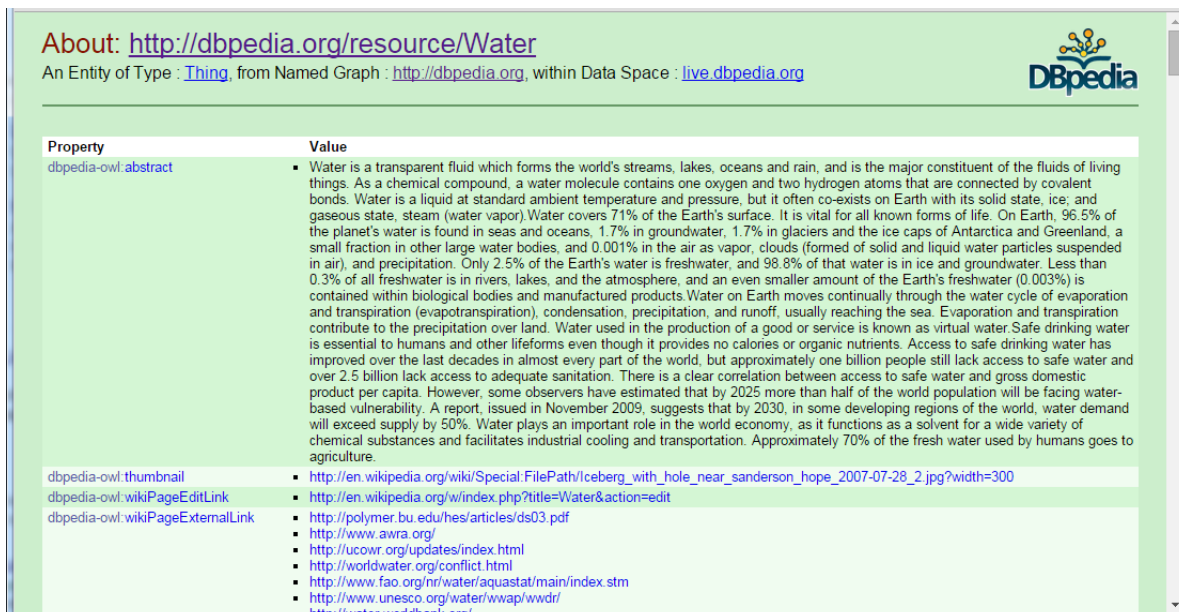 About: http://dbpedia.org/resource/Water
An Entity of Type : Thing, from Named Graph : http://dbpedia.org, within Data Space : live.dbpedia.org
DBpedia
Property Value
dbpedia-owl:abstract ▪ Water is a transparent fluid which forms the world's streams, lakes, oceans and rain, and is the major constituent of the fluids of living
things. As a chemical compound, a water molecule contains one oxygen and two hydrogen atoms that are connected by covalent
bonds. Water is a liquid at standard ambient temperature and pressure, but it often co-exists on Earth with its solid state, ice; and
gaseous state, steam (water vapor).Water covers 71% of the Earth's surface. It is vital for all known forms of life. On Earth, 96.5% of
the planet's water is found in seas and oceans, 1.7% in groundwater, 1.7% in glaciers and the ice caps of Antarctica and Greenland, a
small fraction in other large water bodies, and 0.001% in the air as vapor, clouds (formed of solid and liquid water particles suspended
in air), and precipitation. Only 2.5% of the Earth's water is freshwater, and 98.8% of that water is in ice and groundwater. Less than
0.3% of all freshwater is in rivers, lakes, and the atmosphere, and an even smaller amount of the Earth's freshwater (0.003%) is
contained within biological bodies and manufactured products.Water on Earth moves continually through the water cycle of evaporation
and transpiration (evapotranspiration), condensation, precipitation, and runoff, usually reaching the sea. Evaporation and transpiration
contribute to the precipitation over land. Water used in the production of a good or service is known as virtual water.Safe drinking water
is essential to humans and other lifeforms even though it provides no calories or organic nutrients. Access to safe drinking water has
improved over the last decades in almost every part of the world, but approximately one billion people still lack access to safe water and
over 2.5 billion lack access to adequate sanitation. There is a clear correlation between access to safe water and gross domestic
product per capita. However, some observers have estimated that by 2025 more than half of the world population will be facing water-
based vulnerability. A report, issued in November 2009, suggests that by 2030, in some developing regions of the world, water demand
will exceed supply by 50%. Water plays an important role in the world economy, as it functions as a solvent for a wide variety of
chemical substances and facilitates industrial cooling and transportation. Approximately 70% of the fresh water used by humans goes to
agriculture.
dbpedia-owl:thumbnail ▪ http://en.wikipedia.org/wiki/Special:FilePath/Iceberg_with_hole_near_sanderson_hope_2007-07-28_2.jpg?width=300
dbpedia-owl:wikiPageEditLink ▪ http://en.wikipedia.org/w/index.php?title=Water&action=edit
dbpedia-owl:wikiPageExternalLink ▪ http://polymer.bu.edu/hes/articles/ds03.pdf
▪ http://www.awra.org/
▪ http://ucowr.org/updates/index.html
▪ http://worldwater.org/conflict.html
▪ http://www.fao.org/nr/water/aquastat/main/index.stm
▪ http://www.unesco.org/water/wwap/wwdr/